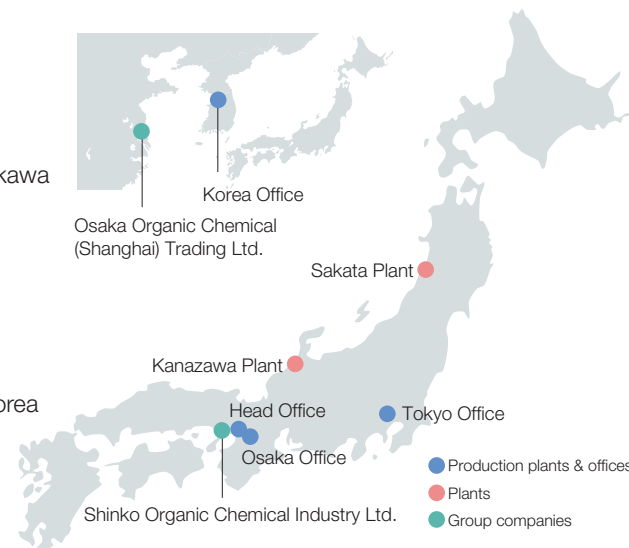 kawa
Korea Office
Osaka Organic Chemical
(Shanghai) Trading Ltd.
Sakata Plant
Kanazawa Plant
orea
Head Office
Tokyo Office
Osaka Office
Production plants & offices
Plants
Shinko Organic Chemical Industry Ltd.
Group companies